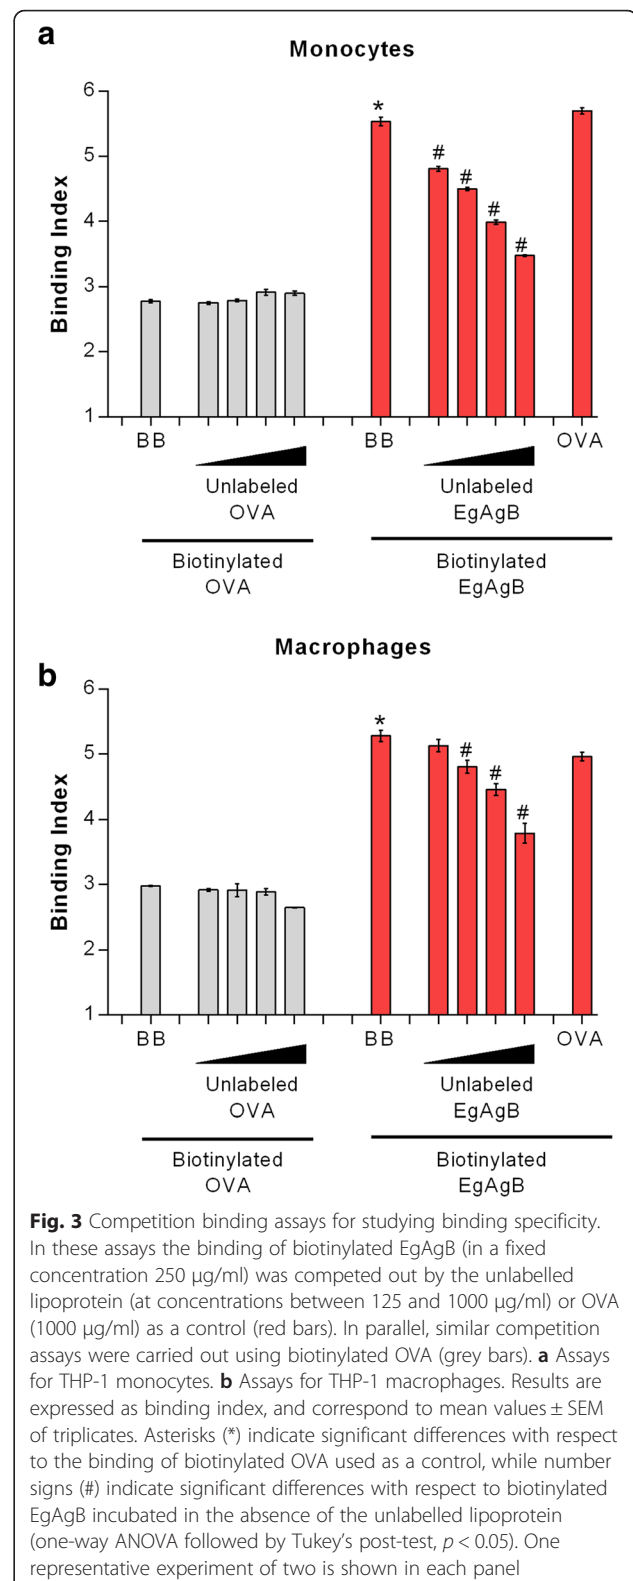 a
Monocytes
6
5
4
3
2
1
Binding Index
*
#
#
#
#
BB
BB
OVA
Unlabeled
OVA
Unlabeled
EgAgB
Biotinylated
OVA
Biotinylated
EgAgB
Macrophages
b
6
5
4
3
2
1
Binding Index
*
#
#
#
BB
BB
OVA
Unlabeled
OVA
Unlabeled
EgAgB
Biotinylated
OVA
Biotinylated
EgAgB
Fig. 3 Competition binding assays for studying binding specificity.
In these assays the binding of biotinylated EgAgB (in a fixed
concentration 250 µg/ml) was competed out by the unlabelled
lipoprotein (at concentrations between 125 and 1000 µg/ml) or OVA
(1000 µg/ml) as a control (red bars). In parallel, similar competition
assays were carried out using biotinylated OVA (grey bars). a Assays
for THP-1 monocytes. b Assays for THP-1 macrophages. Results are
expressed as binding index, and correspond to mean values ± SEM
of triplicates. Asterisks (*) indicate significant differences with respect
to the binding of biotinylated OVA used as a control, while number
signs (#) indicate significant differences with respect to biotinylated
EgAgB incubated in the absence of the unlabelled lipoprotein
(one-way ANOVA followed by Tukey's post-test, p < 0.05). One
representative experiment of two is shown in each panel